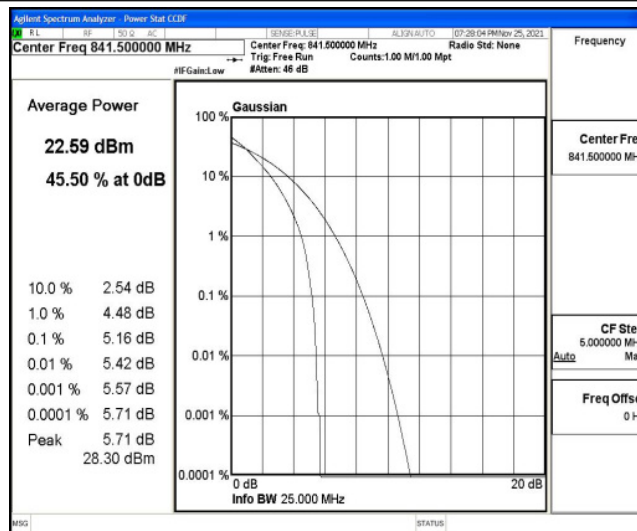 Agilent Spectrum Analyzer - Power Stat CCDF
RL RF 50 Ω AC SENSE:PULSE ALIGN AUTO 07:28:04 PM Nov 25, 2021
Center Freq 841.500000 MHz
Center Freq: 841.500000 MHz Radio Std: None
Trig: Free Run Counts:1.00 M/1.00 Mpt
#IFGain:Low #Atten: 46 dB
Frequency
Average Power
22.59 dBm
45.50 % at 0dB
10.0 % 2.54 dB
1.0 % 4.48 dB
0.1 % 5.16 dB
0.01 % 5.42 dB
0.001 % 5.57 dB
0.0001 % 5.71 dB
Peak 5.71 dB
28.30 dBm
Gaussian
100 %
10 %
1 %
0.1 %
0.01 %
0.001 %
0.0001 %
0 dB 20 dB
Info BW 25.000 MHz
Center Fre
841.500000 MH
CF Ste
5.000000 MH
Auto Ma
Freq Offse
0 H
MSG STATUS